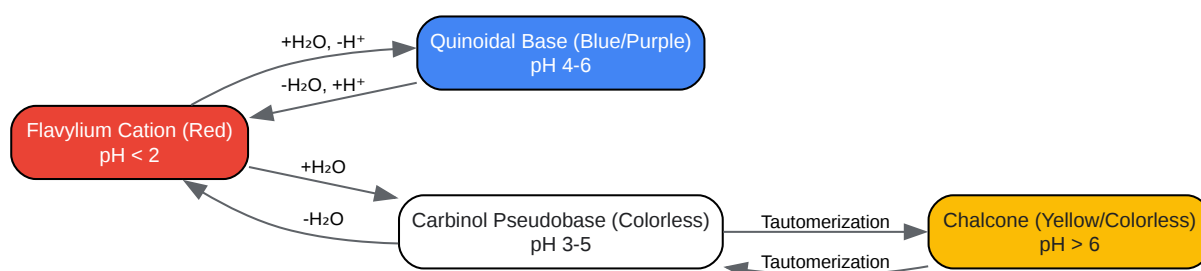 +H₂O, -H⁺
Quinoidal Base (Blue/Purple)
pH 4-6
-H₂O, +H⁺
Flavylium Cation (Red)
pH < 2
+H₂O
-H₂O
Carbinol Pseudobase (Colorless)
pH 3-5
Tautomerization
Chalcone (Yellow/Colorless)
pH > 6
Tautomerization